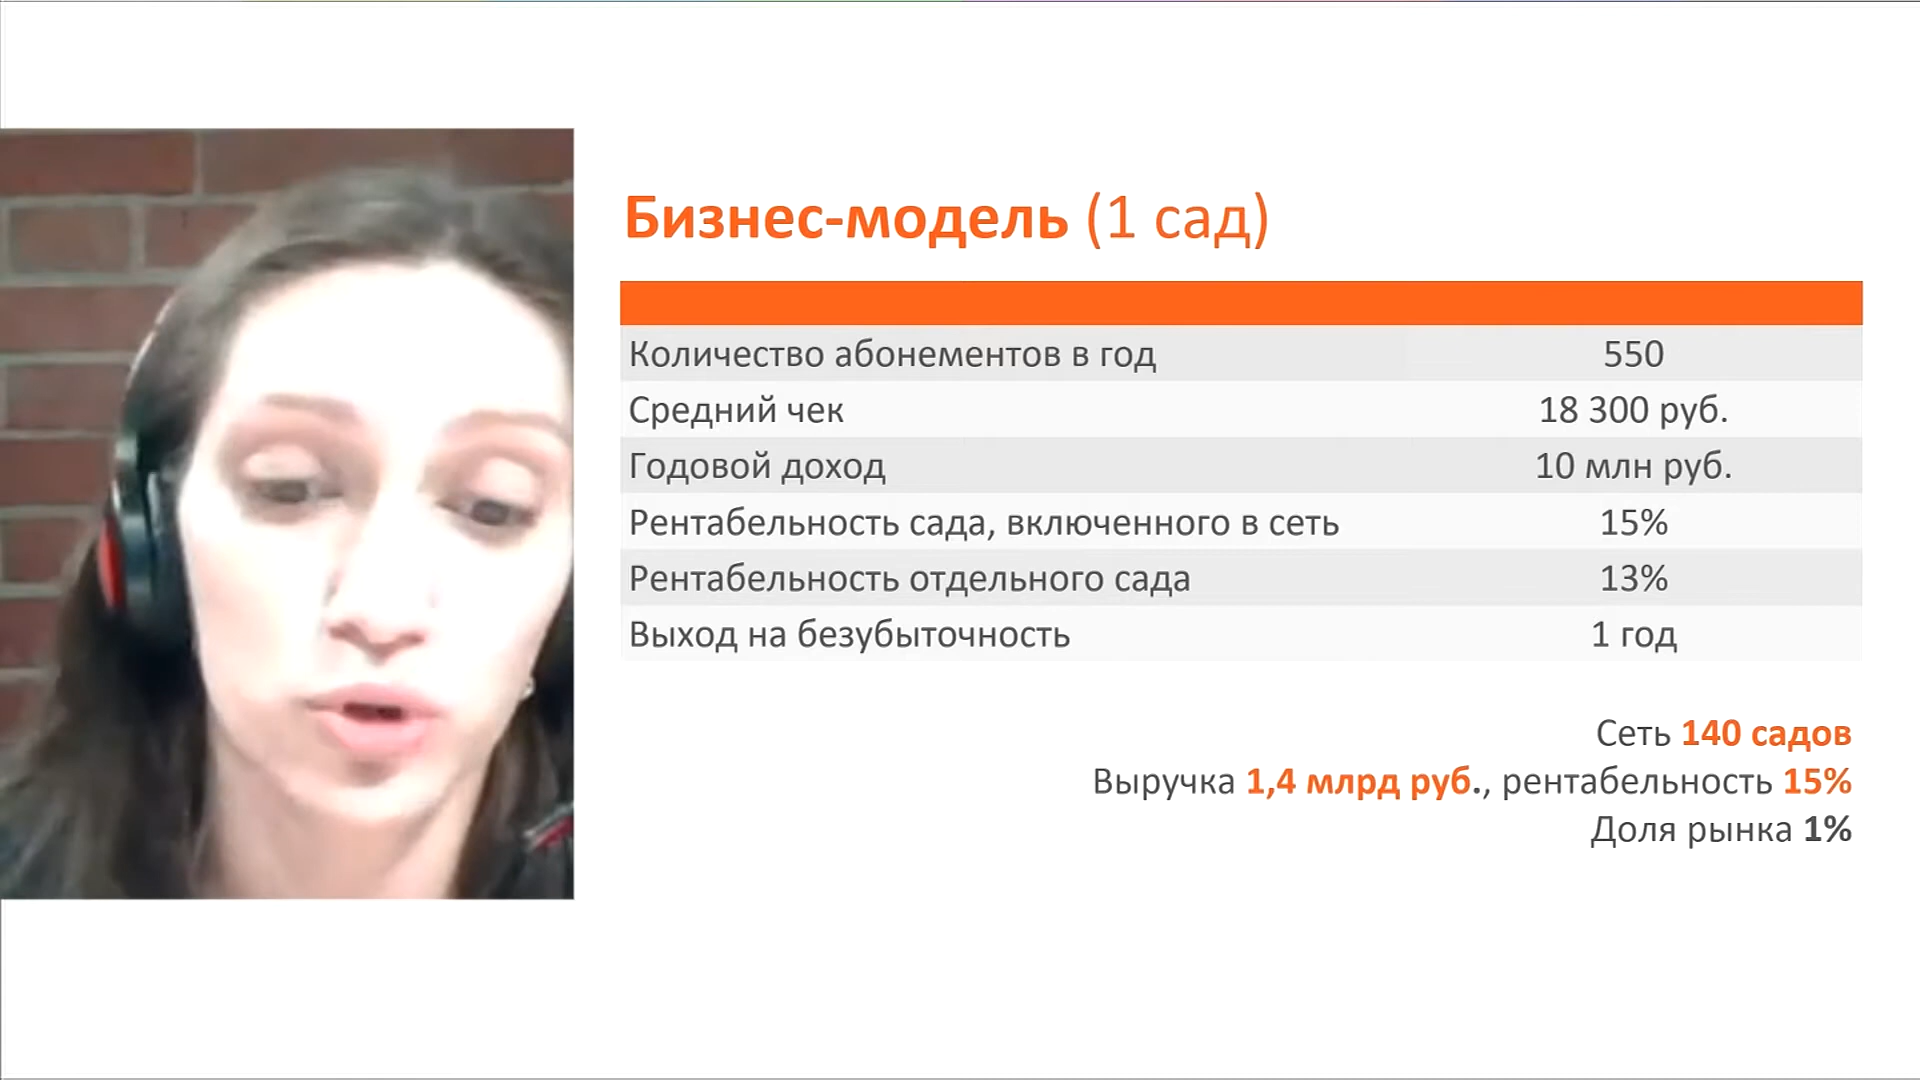 Бизнес-модель (1 сад)
Количество абонементов в год 550
Средний чек 18 300 руб.
Годовой доход 10 млн руб.
Рентабельность сада, включенного в сеть 15%
Рентабельность отдельного сада 13%
Выход на безубыточность 1 год
Сеть 140 садов
Выручка 1,4 млрд руб., рентабельность 15%
Доля рынка 1%